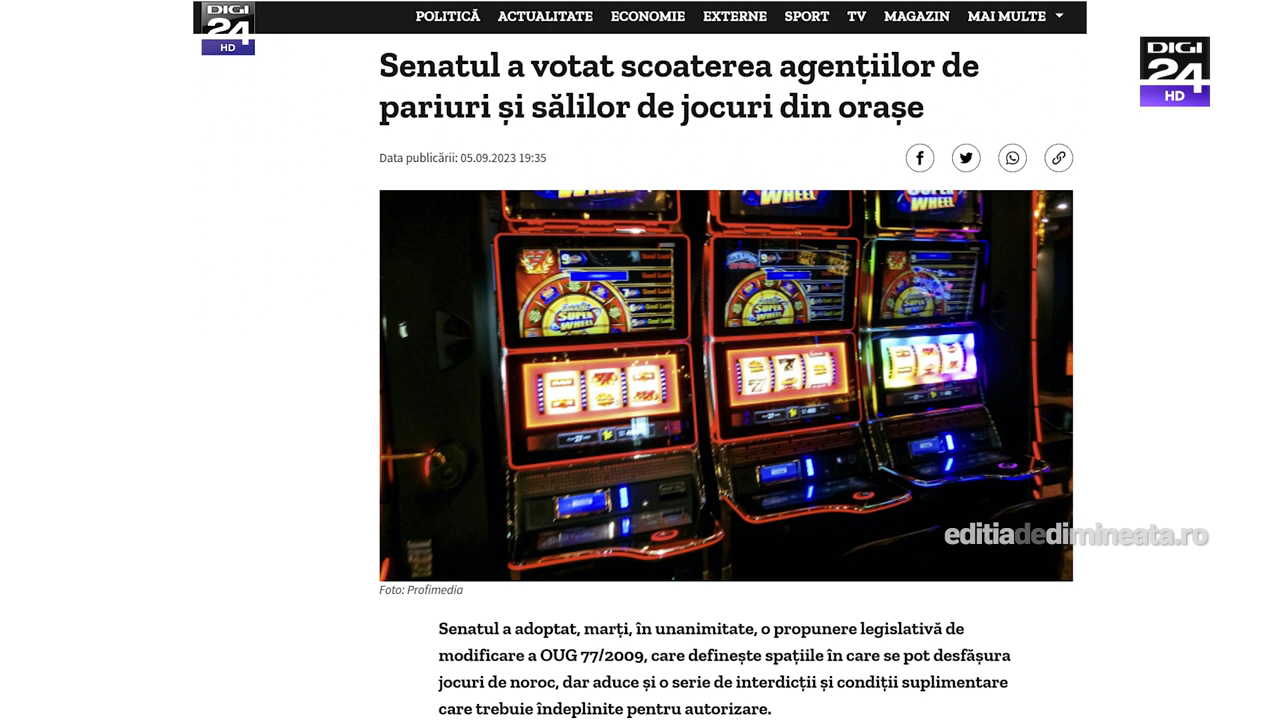 DIGI
24
HD
POLITICĂ ACTUALITATE ECONOMIE EXTERNE SPORT TV MAGAZIN MAI MULTE
DIGI
24
HD
Senatul a votat scoaterea agențiilor de
pariuri și sălilor de jocuri din orașe
Data publicării: 05.09.2023 19:35
WHEEL
WHEEL
WHEEL
SUPER
WHEEL
SUPER
WHEEL
SUPER
WHEEL
editiadedimineata.ro
Foto: Profimedia
Senatul a adoptat, marți, în unanimitate, o propunere legislativă de
modificare a OUG 77/2009, care definește spațiile în care se pot desfășura
jocuri de noroc, dar aduce și o serie de interdicții și condiții suplimentare
care trebuie îndeplinite pentru autorizare.